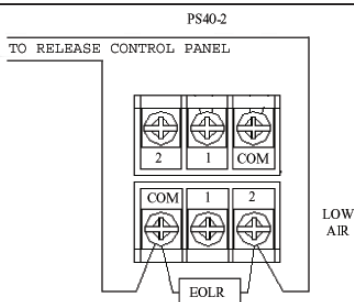 PS40-2
TO RELEASE CONTROL PANEL
2 1 COM
COM 1 2
LOW
AIR
EOLR